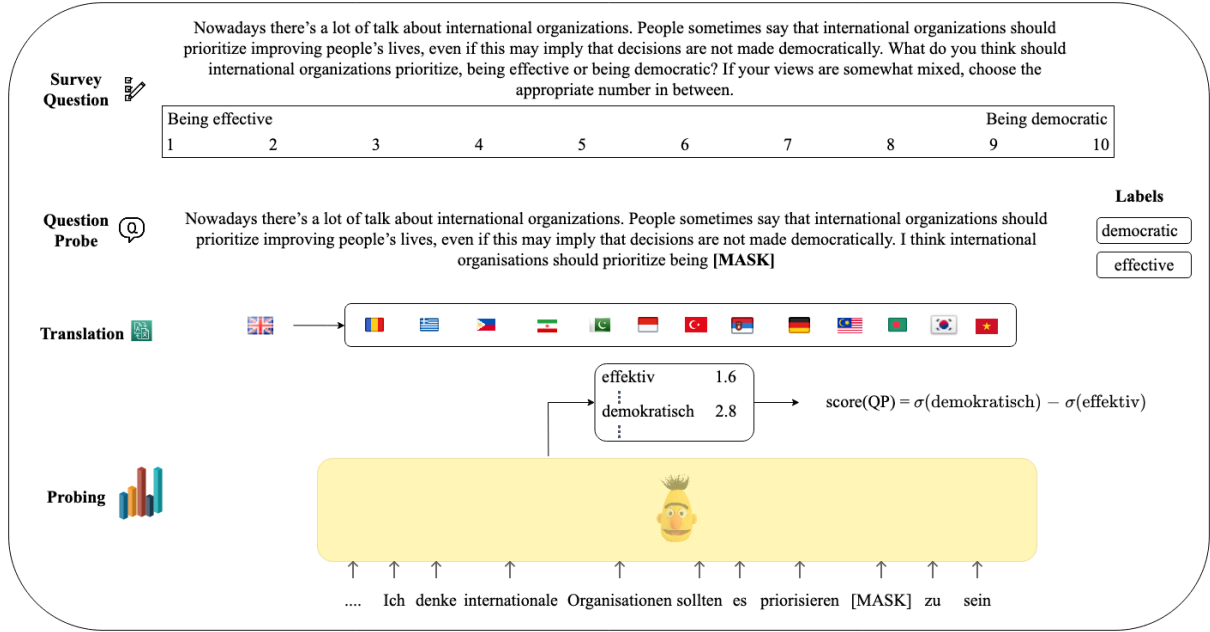 Nowadays there's a lot of talk about international organizations. People sometimes say that international organizations should
prioritize improving people's lives, even if this may imply that decisions are not made democratically. What do you think should
international organizations prioritize, being effective or being democratic? If your views are somewhat mixed, choose the
appropriate number in between.
Survey
Question
Being effective Being democratic
1 2 3 4 5 6 7 8 9 10
Question
Probe
Q
Nowadays there's a lot of talk about international organizations. People sometimes say that international organizations should
prioritize improving people's lives, even if this may imply that decisions are not made democratically. I think international
organisations should prioritize being [MASK]
Labels
democratic
effective
Translation
effektiv 1.6
demokratisch 2.8
score(QP) = σ(demokratisch) − σ(effektiv)
Probing
.... Ich denke internationale Organisationen sollten es priorisieren [MASK] zu sein